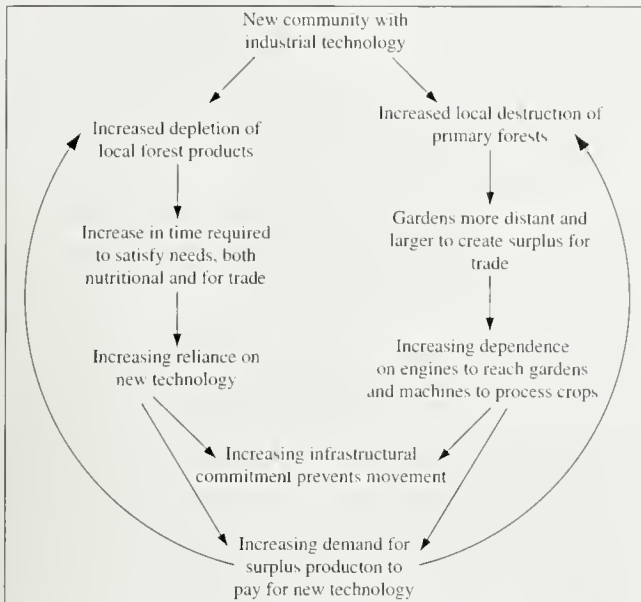 New community with
industrial technology
Increased depletion of
local forest products
Increased local destruction of
primary forests
Increase in time required
to satisfy needs, both
nutritional and for trade
Gardens more distant and
larger to create surplus for
trade
Increasing reliance on
new technology
Increasing dependence
on engines to reach gardens
and machines to process crops
Increasing infrastructural
commitment prevents movement
Increasing demand for
surplus producton to
pay for new technology